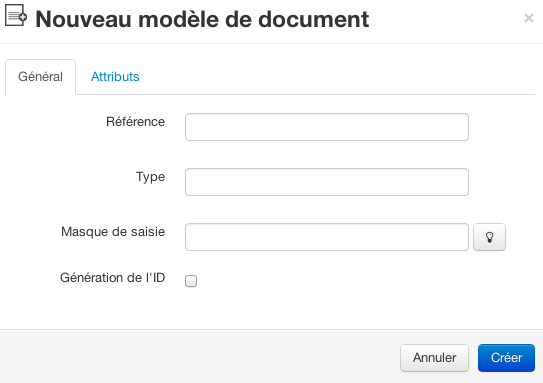 Nouveau modèle de document
×
Général Attributs
Référence
Type
Masque de saisie
Génération de l'ID
Annuler Créer